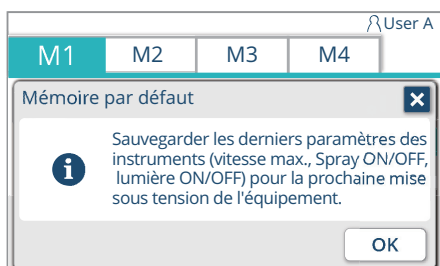 User A
M1 M2 M3 M4
Mémoire par défaut
Sauvegarder les derniers paramètres des
instruments (vitesse max., Spray ON/OFF,
lumière ON/OFF) pour la prochaine mise
sous tension de l'équipement.
OK